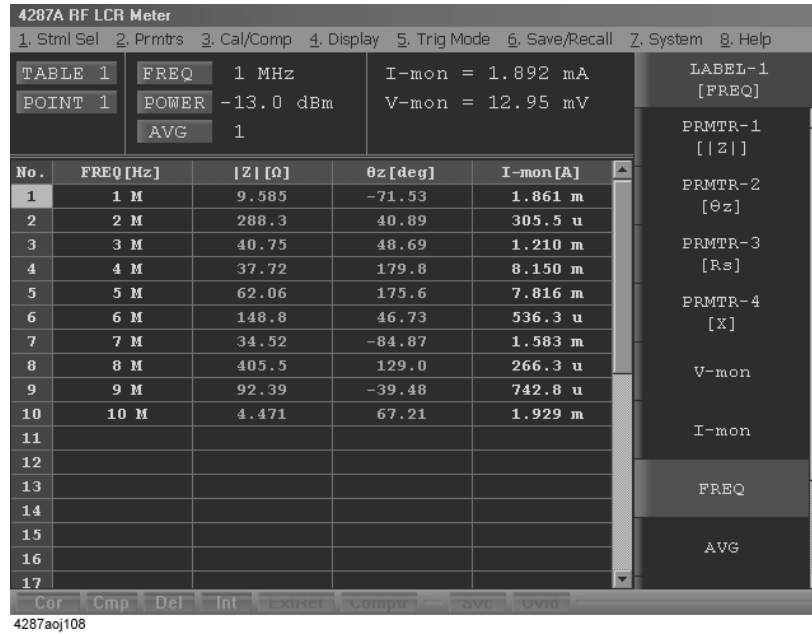 4287A RF LCR Meter
1. Stml Sel 2. Prmtrs 3. Cal/Comp 4. Display 5. Trig Mode 6. Save/Recall 7. System 8. Help
TABLE 1 FREQ 1 MHz I-mon = 1.892 mA
POINT 1 POWER -13.0 dBm V-mon = 12.95 mV
AVG 1
LABEL-1
[FREQ]
PRMTR-1
[|Z|]
PRMTR-2
[θz]
PRMTR-3
[Rs]
PRMTR-4
[X]
V-mon
I-mon
FREQ
AVG
No. FREQ[Hz] |Z|[Ω] θz[deg] I-mon[A]
1 1 M 9.585 -71.53 1.861 m
2 2 M 288.3 40.89 305.5 u
3 3 M 40.75 48.69 1.210 m
4 4 M 37.72 179.8 8.150 m
5 5 M 62.06 175.6 7.816 m
6 6 M 148.8 46.73 536.3 u
7 7 M 34.52 -84.87 1.583 m
8 8 M 405.5 129.0 266.3 u
9 9 M 92.39 -39.48 742.8 u
10 10 M 4.471 67.21 1.929 m
11
12
13
14
15
16
17
Cor Cmp Del Int ExtRef Comptr --- Svc Ovld
4287aoj108